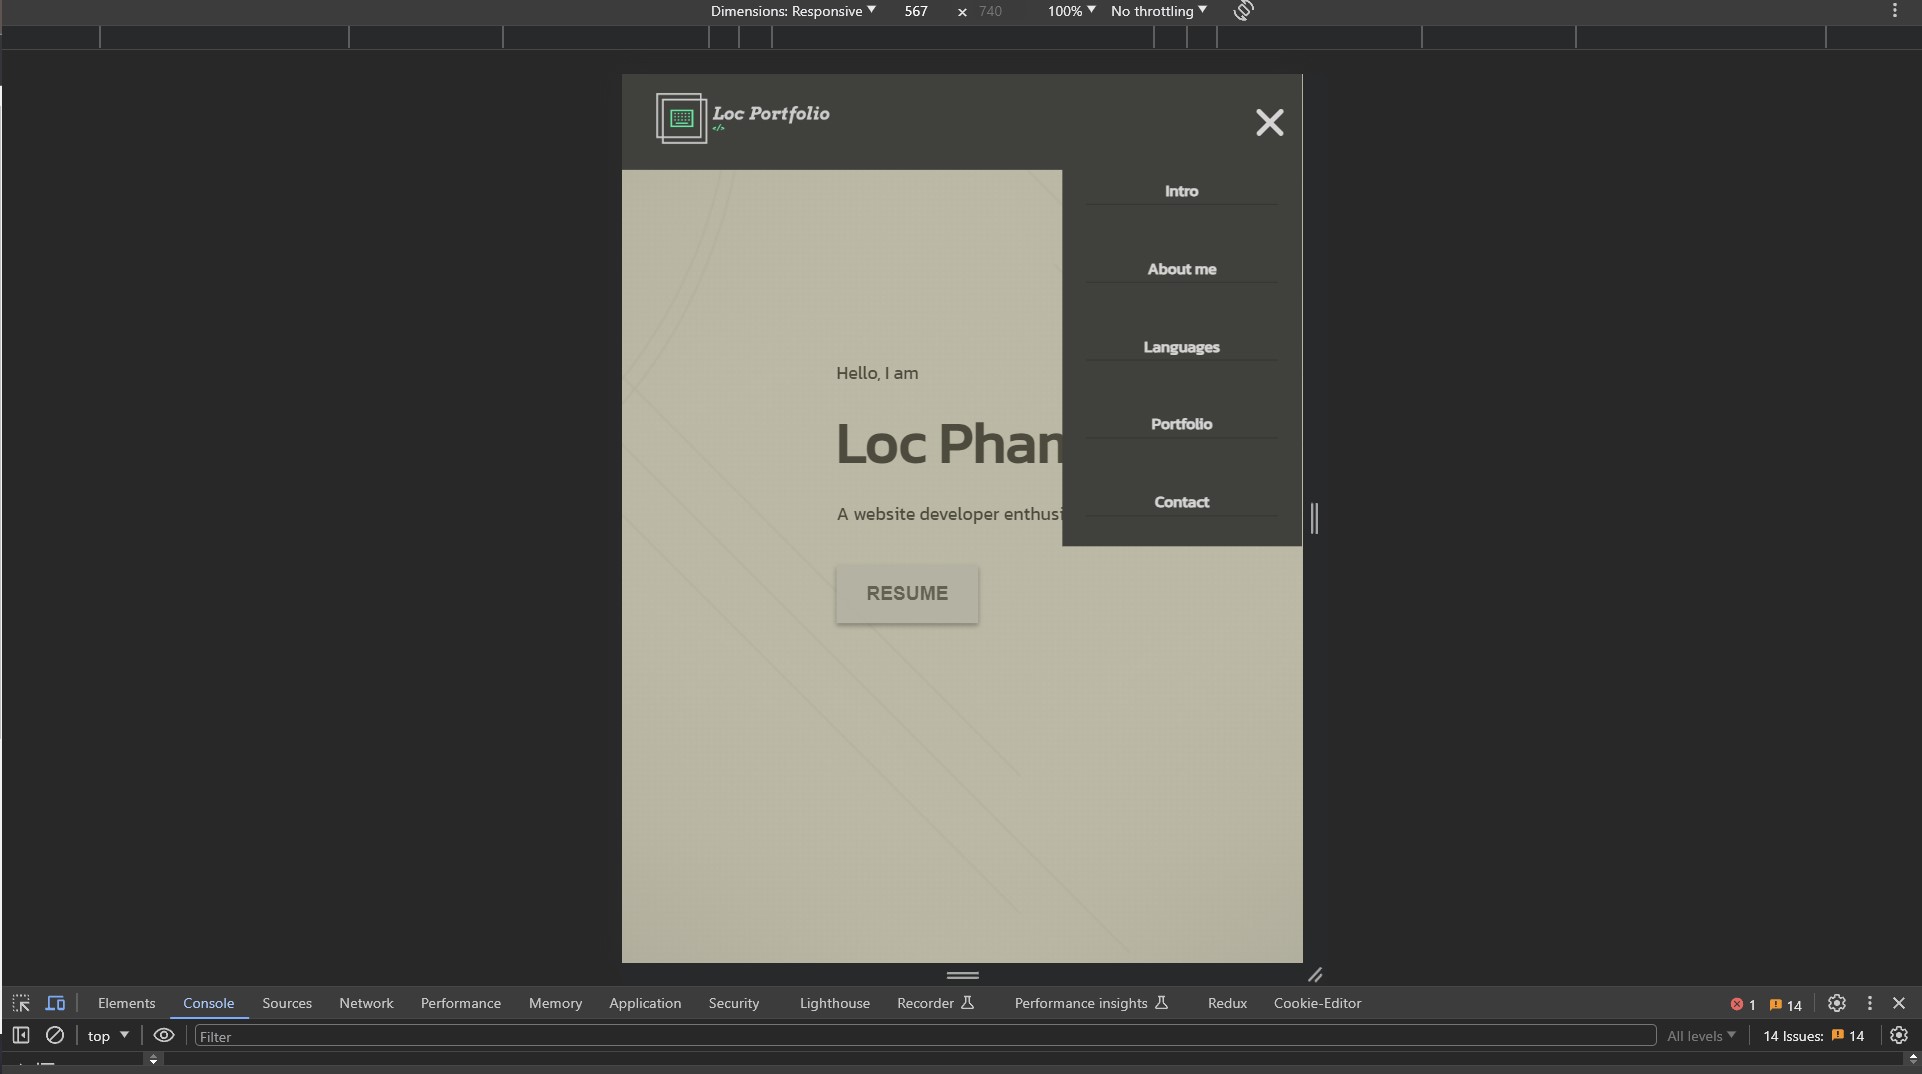 Dimensions: Responsive 567 × 740 100% No throttling
Loc Portfolio
</>
Intro
About me
Languages
Portfolio
Contact
Hello, I am
Loc Phan
A website developer enthusi
RESUME
Elements Console Sources Network Performance Memory Application Security Lighthouse Recorder Performance insights Redux Cookie-Editor 1 14
top Filter All levels 14 Issues: 14